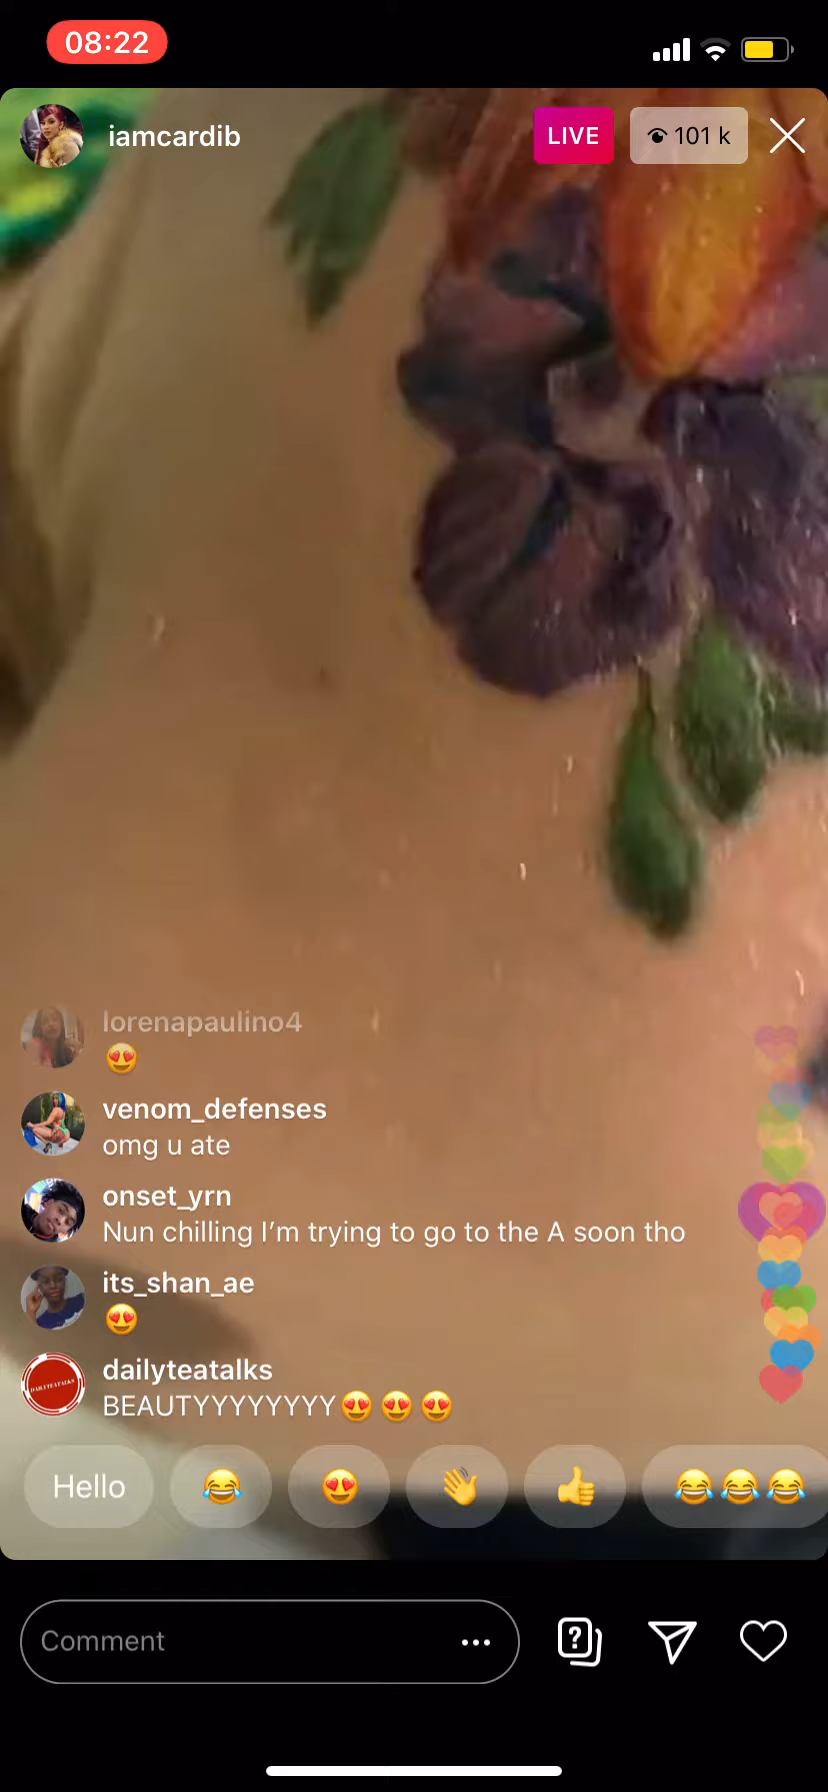 08:22
iamcardib
LIVE
101 k
lorenapaulino4
😍
venom_defenses
omg u ate
onset_yrn
Nun chilling I’m trying to go to the A soon tho
its_shan_ae
😍
DAILYTEATALKS
dailyteatalks
BEAUTYYYYYYYY😍😍😍
Hello 😂 😍 👋 👍 😂😂😂
Comment